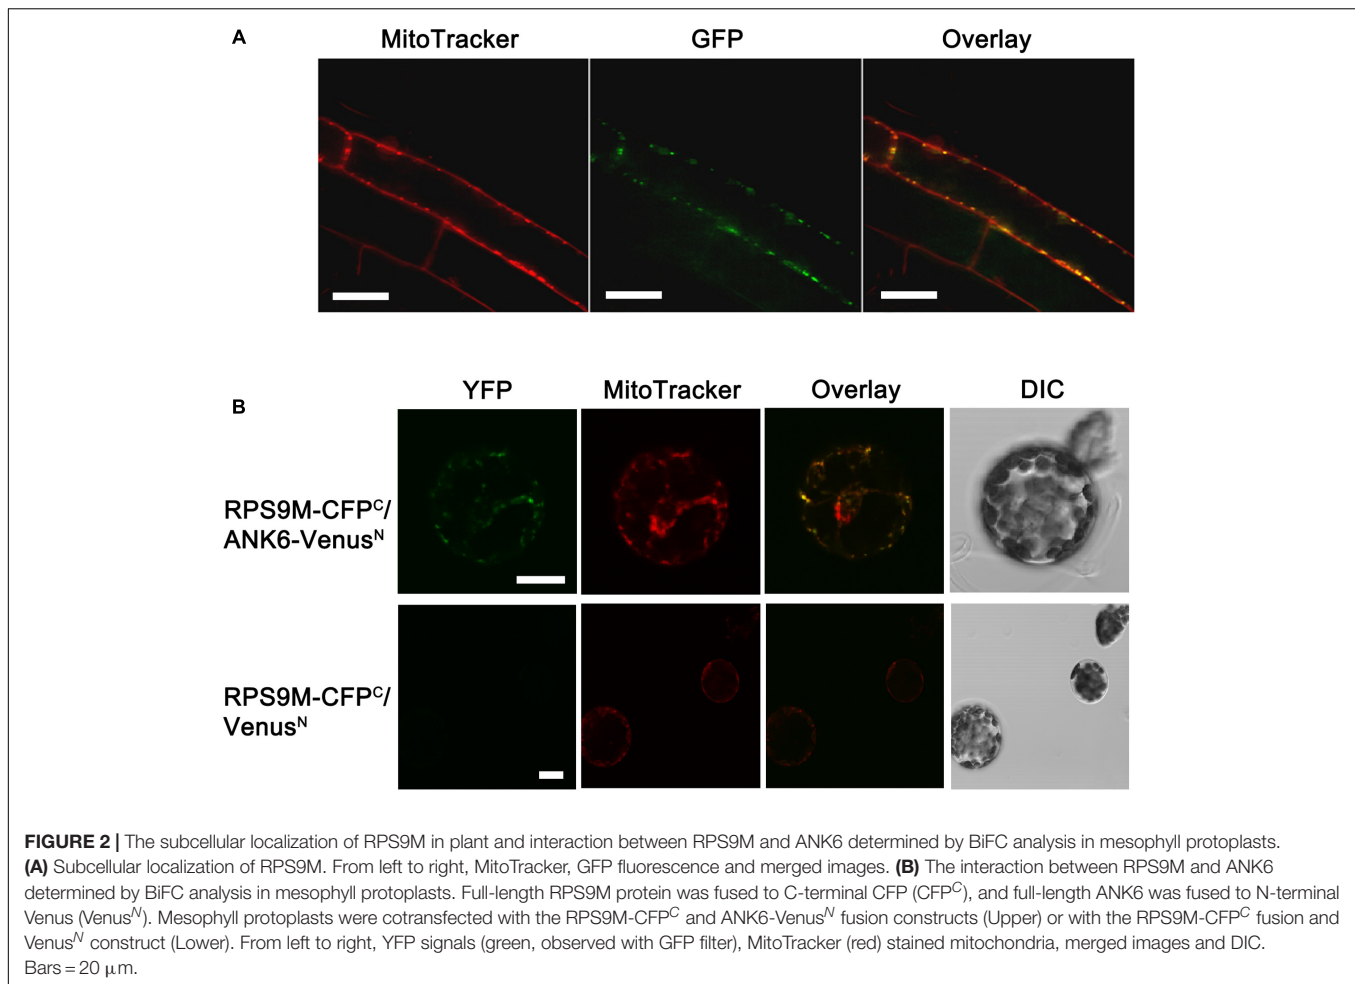 A
MitoTracker GFP Overlay
B
YFP MitoTracker Overlay DIC
RPS9M-CFPᶜ/
ANK6-Venusᴺ
RPS9M-CFPᶜ/
Venusᴺ
FIGURE 2 | The subcellular localization of RPS9M in plant and interaction between RPS9M and ANK6 determined by BiFC analysis in mesophyll protoplasts.
(A) Subcellular localization of RPS9M. From left to right, MitoTracker, GFP fluorescence and merged images. (B) The interaction between RPS9M and ANK6
determined by BiFC analysis in mesophyll protoplasts. Full-length RPS9M protein was fused to C-terminal CFP (CFPᶜ), and full-length ANK6 was fused to N-terminal
Venus (Venusᴺ). Mesophyll protoplasts were cotransfected with the RPS9M-CFPᶜ and ANK6-Venusᴺ fusion constructs (Upper) or with the RPS9M-CFPᶜ fusion and
Venusᴺ construct (Lower). From left to right, YFP signals (green, observed with GFP filter), MitoTracker (red) stained mitochondria, merged images and DIC.
Bars = 20 μm.